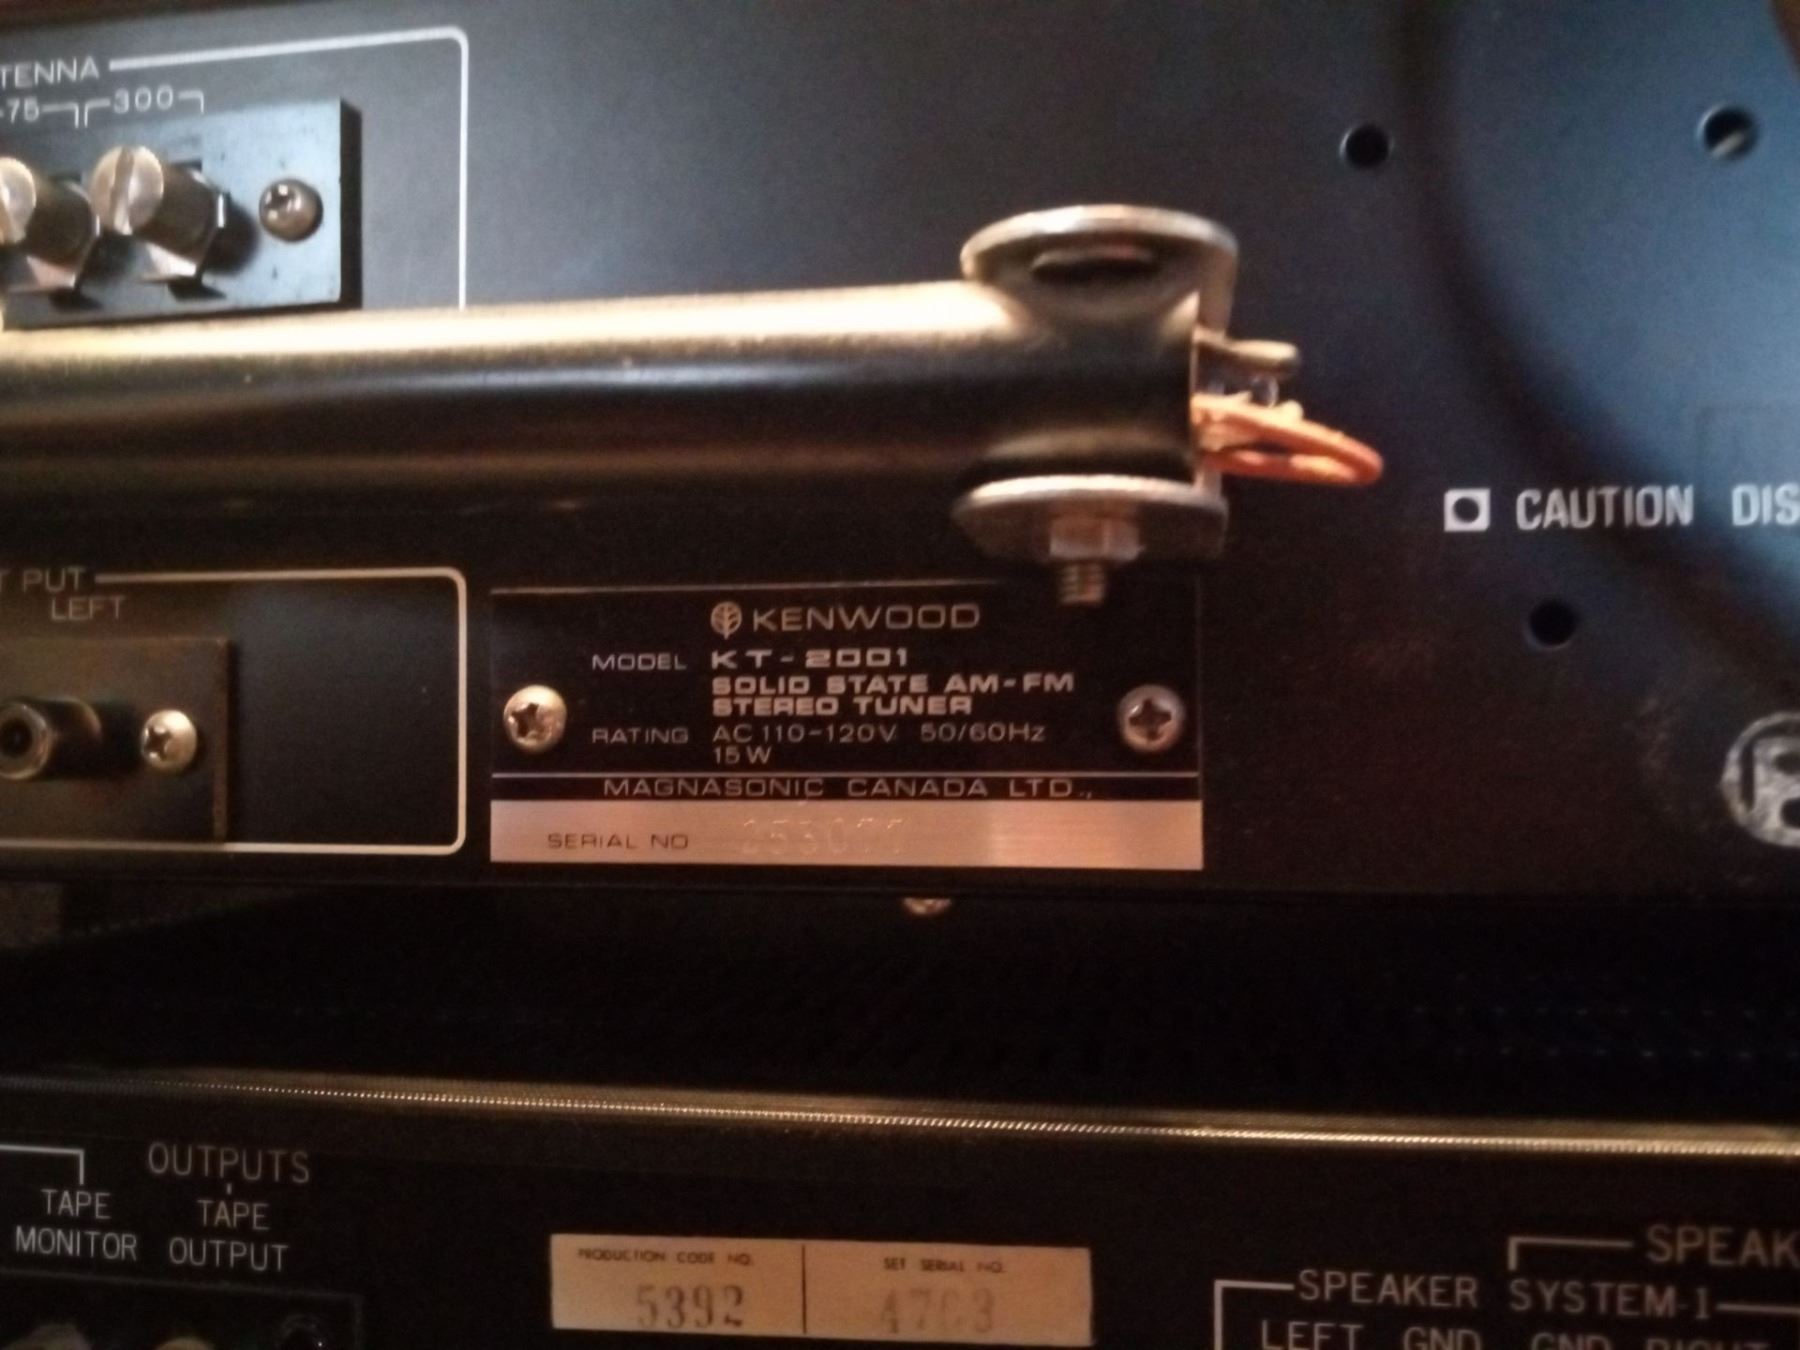 TENNA
75 300
CAUTION DIS
T PUT
LEFT
KENWOOD
MODEL KT-2001
SOLID STATE AM-FM
STEREO TUNER
RATING AC 110-120V 50/60Hz
15W
MAGNASONIC CANADA LTD.,
SERIAL NO
OUTPUTS
TAPE MONITOR
TAPE OUTPUT
PRODUCTION CODE NO.
5392
SET SERIAL NO.
SPEAK
SPEAKER SYSTEM-1
LEFT GND GND RIGHT